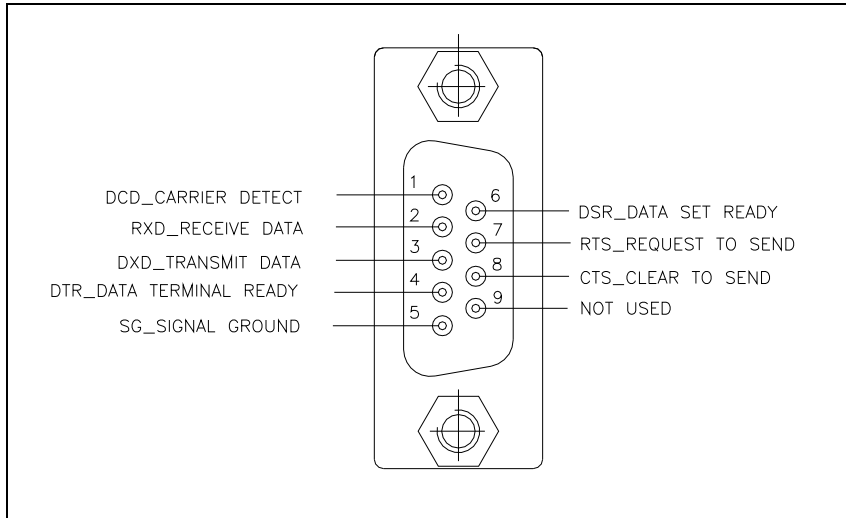 DCD_CARRIER DETECT
RXD_RECEIVE DATA
DXD_TRANSMIT DATA
DTR_DATA TERMINAL READY
SG_SIGNAL GROUND
1
2
3
4
5
6
7
8
9
DSR_DATA SET READY
RTS_REQUEST TO SEND
CTS_CLEAR TO SEND
NOT USED